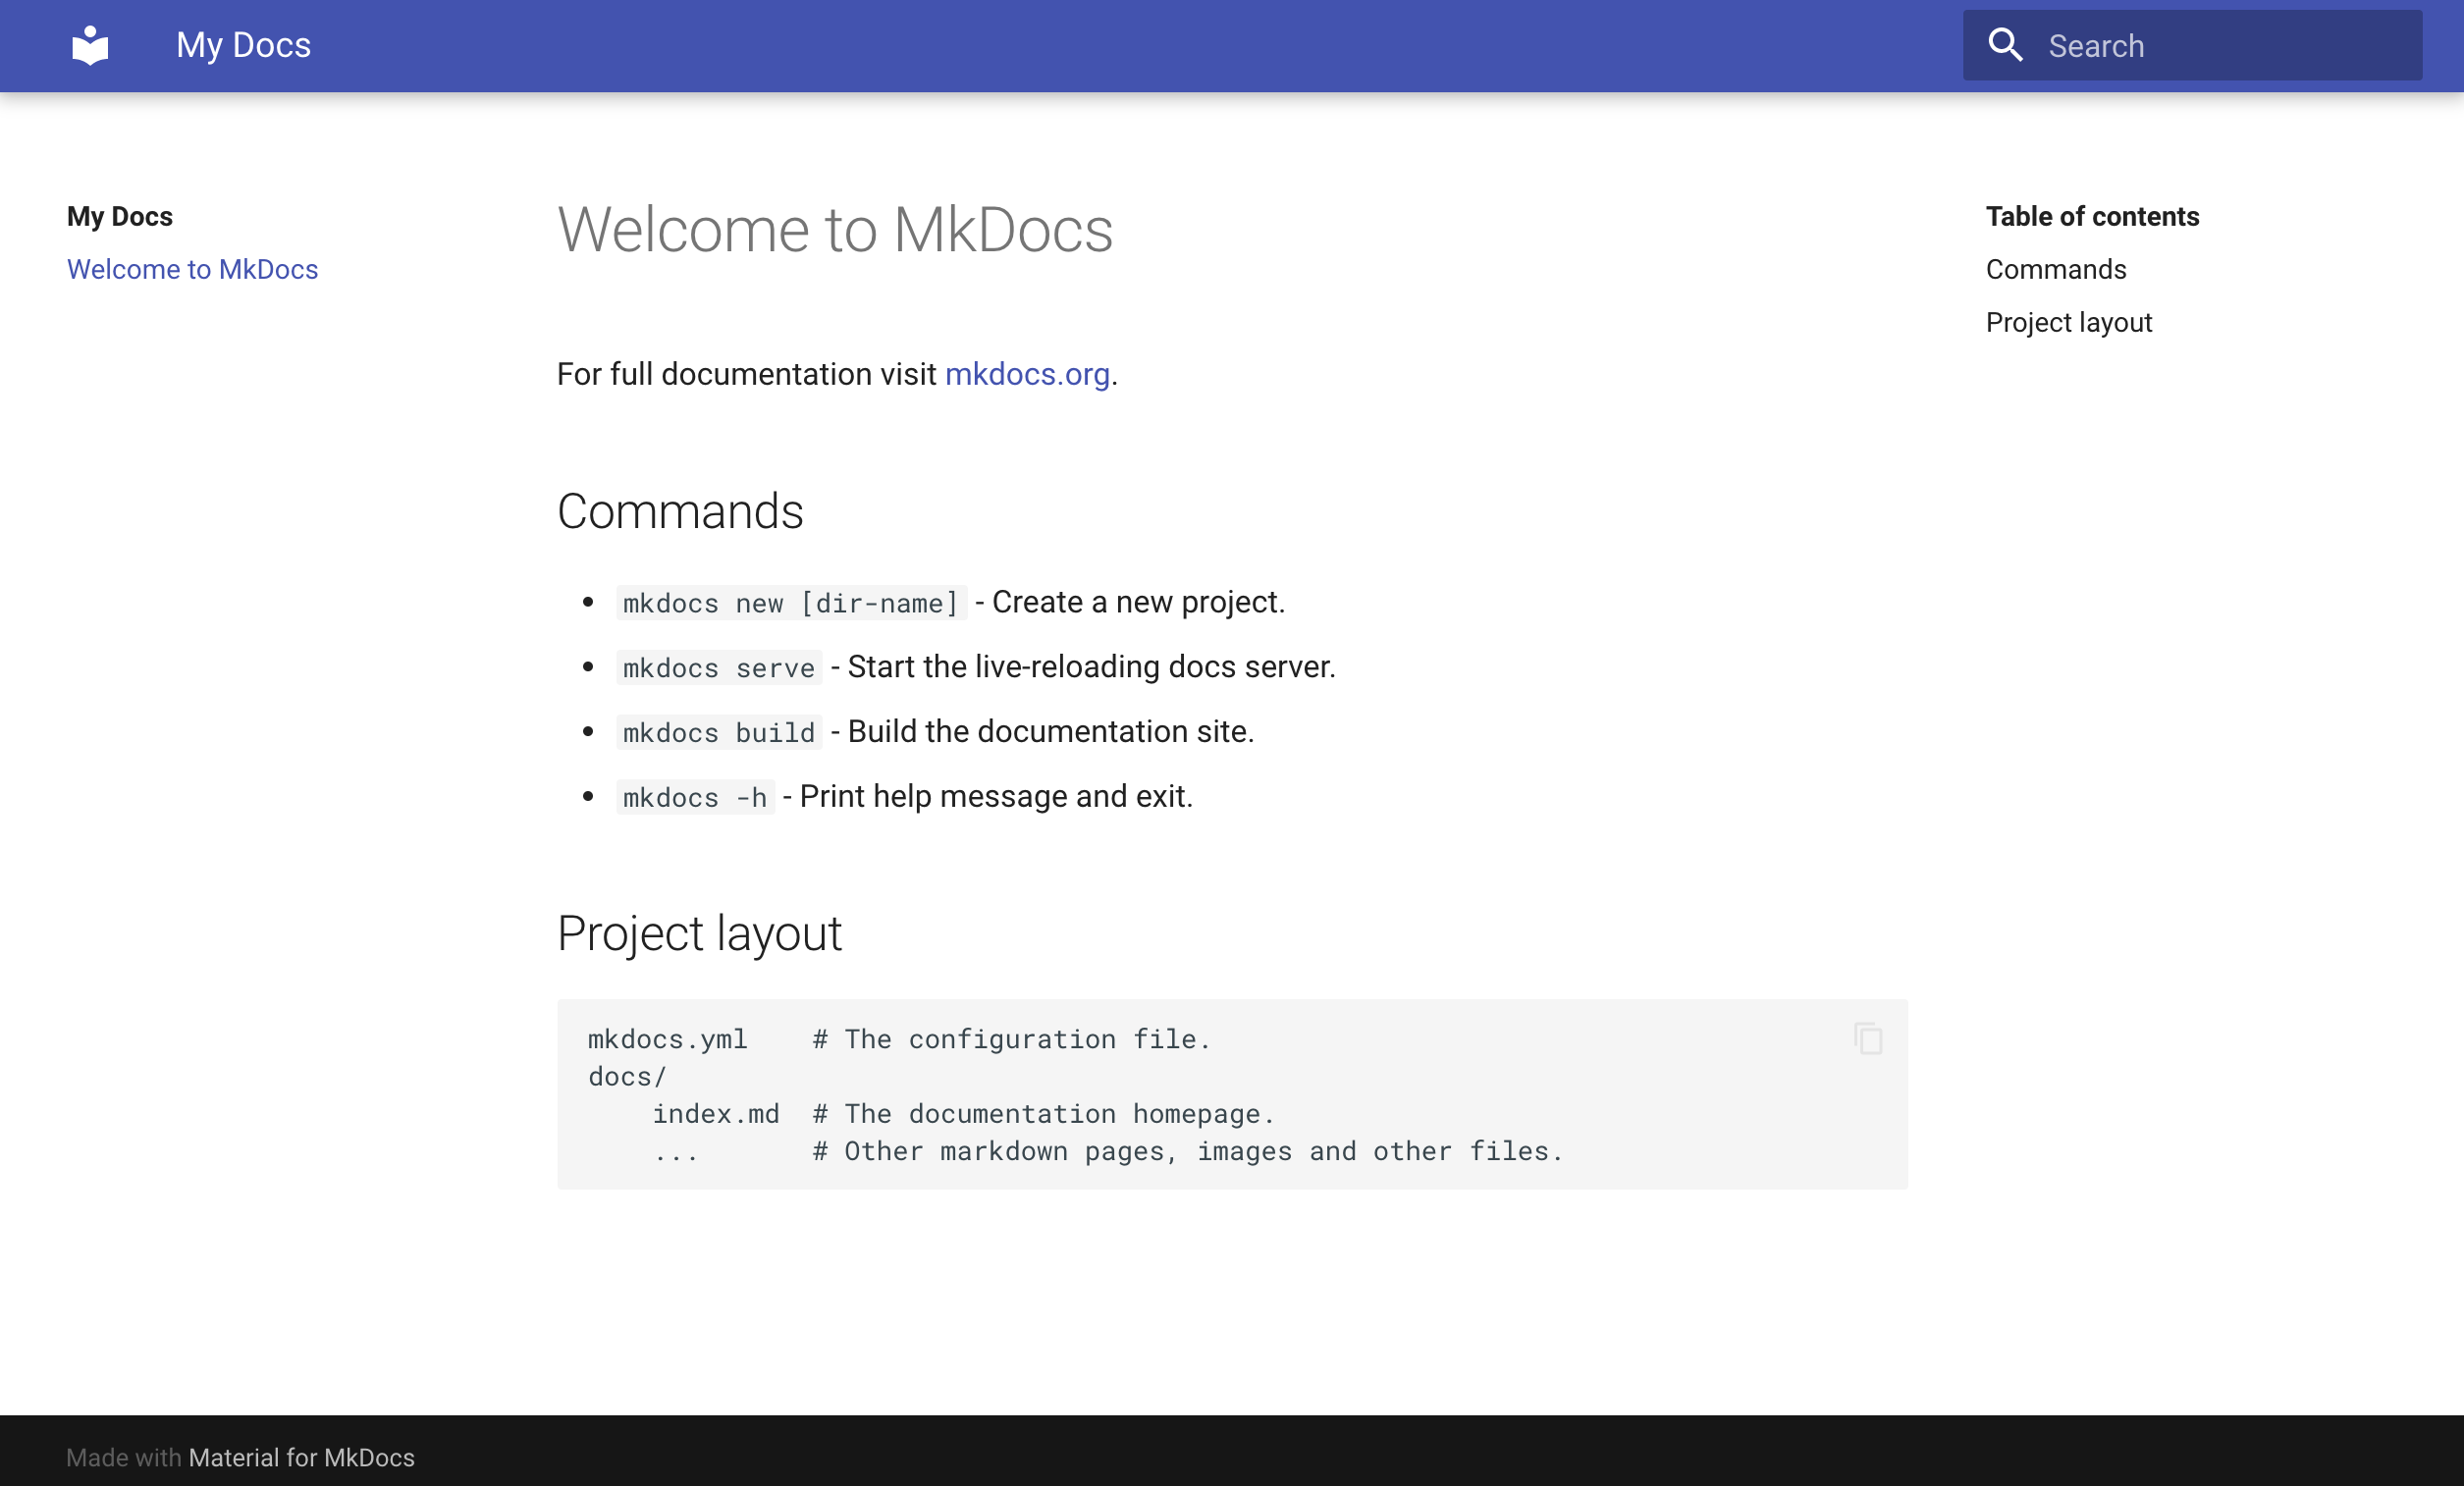 My Docs
Search
My Docs
Welcome to MkDocs
Welcome to MkDocs
For full documentation visit mkdocs.org.
Commands
mkdocs new [dir-name] - Create a new project.
mkdocs serve - Start the live-reloading docs server.
mkdocs build - Build the documentation site.
mkdocs -h - Print help message and exit.
Project layout
mkdocs.yml    # The configuration file.
docs/
    index.md  # The documentation homepage.
    ...       # Other markdown pages, images and other files.
Table of contents
Commands
Project layout
Made with Material for MkDocs